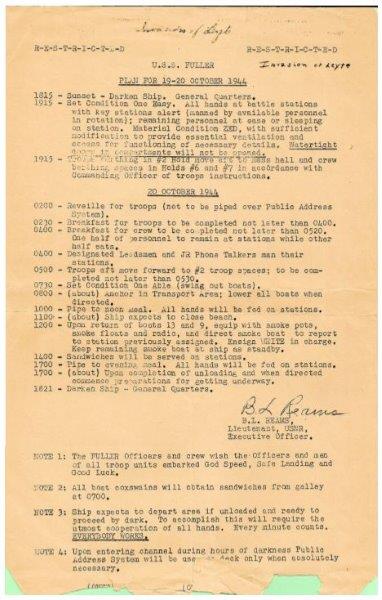 Invasion of Leyte
R-E-S-T-R-I-C-T-E-D R-E-S-T-R-I-C-T-E-D
U.S.S. FULLER
Invasion of Leyte
PLAN FOR 19-20 OCTOBER 1944
1815 - Sunset - Darken Ship. General Quarters.
1915 - Set Condition One Easy. All hands at battle stations
with key stations alert (manned by available personnel
in rotation); remaining personnel at ease or sleeping
on station. Material Condition ZED, with sufficient
modification to provide essential ventilation and
access for functioning of necessary details. Watertight
doors in compartments will not be opened.
1915 - Troops berthing in #2 Hold move aft to mess hall and crew
berthing spaces in Holds #6 and #7 in accordance with
Commanding Officer of troops instructions.
20 OCTOBER 1944
0200 - Reveille for troops (not to be piped over Public Address
System).
0230 - Breakfast for troops to be completed not later than 0400.
0400 - Breakfast for crew to be completed not later than 0520.
One half of personnel to remain at stations while other
half eats.
0400 - Designated Leadsmen and JR Phone Talkers man their
stations.
0500 - Troops aft move forward to #2 troop spaces; to be com-
pleted not later than 0530.
0730 - Set Condition One Able (swing out boats).
0800 - (about) Anchor in Transport Area; lower all boats when
directed.
1000 - Pipe to noon meal. All hands will be fed on stations.
1100 - (about) Ship expects to close beach.
1200 - Upon return of boats 13 and 9, equip with smoke pots,
smoke floats and radio, and direct smoke boat to report
to station previously assigned. Ensign WHITE in charge.
Keep remaining smoke boat at ship as standby.
1400 - Sandwiches will be served on stations.
1700 - Pipe to evening meal. All hands will be fed on stations.
1700 - (about) Upon completion of unloading and when directed
commence preparations for getting underway.
1821 - Darken Ship - General Quarters.
B.L. Reams
B.L. REAMS,
Lieutenant, USNR,
Executive Officer.
NOTE 1: The FULLER Officers and crew wish the Officers and men
of all troop units embarked God Speed, Safe Landing and
Good Luck.
NOTE 2: All boat coxswains will obtain sandwiches from galley
at 0700.
NOTE 3: Ship expects to depart area if unloaded and ready to
proceed by dark. To accomplish this will require the
utmost cooperation of all hands. Every minute counts.
EVERYBODY WORKS.
NOTE 4: Upon entering channel during hours of darkness Public
Address System will be used on deck only when absolutely
necessary.